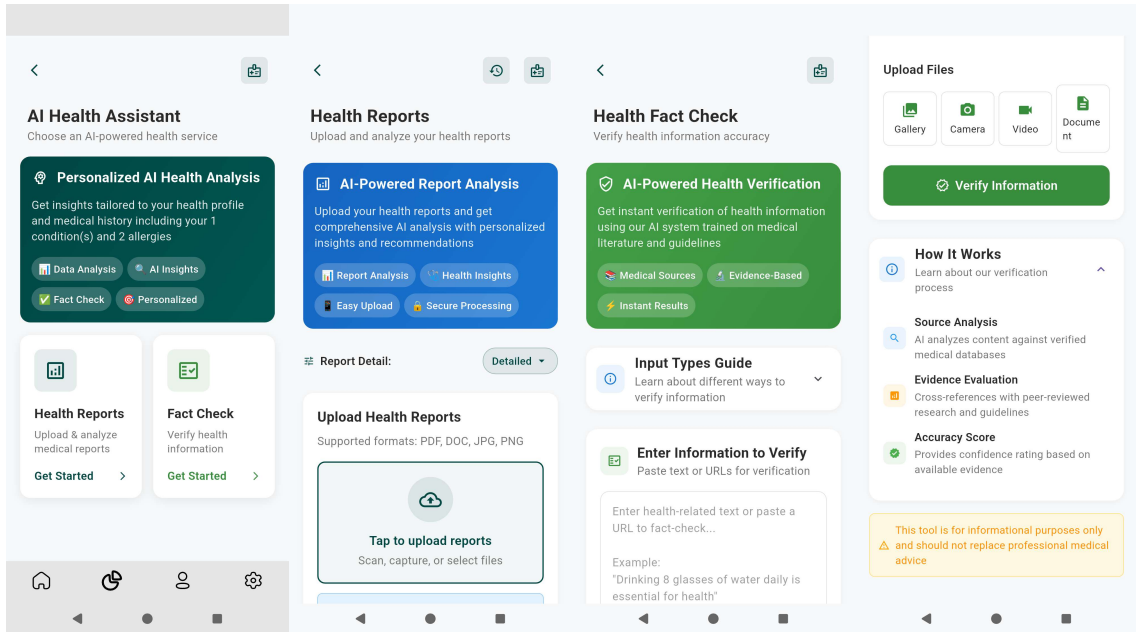 AI Health Assistant
Choose an AI-powered health service
Personalized AI Health Analysis
Get insights tailored to your health profile
and medical history including your 1
condition(s) and 2 allergies
📊 Data Analysis
🔍 AI Insights
✅ Fact Check
🎯 Personalized
Health Reports
Upload & analyze
medical reports
Get Started
Fact Check
Verify health
information
Get Started
Health Reports
Upload and analyze your health reports
AI-Powered Report Analysis
Upload your health reports and get
comprehensive AI analysis with personalized
insights and recommendations
📊 Report Analysis
🩺 Health Insights
📱 Easy Upload
🔒 Secure Processing
Report Detail:
Detailed
Upload Health Reports
Supported formats: PDF, DOC, JPG, PNG
Tap to upload reports
Scan, capture, or select files
Health Fact Check
Verify health information accuracy
AI-Powered Health Verification
Get instant verification of health information
using our AI system trained on medical
literature and guidelines
📚 Medical Sources
🔬 Evidence-Based
⚡ Instant Results
Input Types Guide
Learn about different ways to
verify information
Enter Information to Verify
Paste text or URLs for verification
Enter health-related text or paste a
URL to fact-check...
Example:
"Drinking 8 glasses of water daily is
essential for health"
Upload Files
Gallery
Camera
Video
Docume
nt
Verify Information
How It Works
Learn about our verification
process
Source Analysis
AI analyzes content against verified
medical databases
Evidence Evaluation
Cross-references with peer-reviewed
research and guidelines
Accuracy Score
Provides confidence rating based on
available evidence
This tool is for informational purposes only
and should not replace professional medical
advice